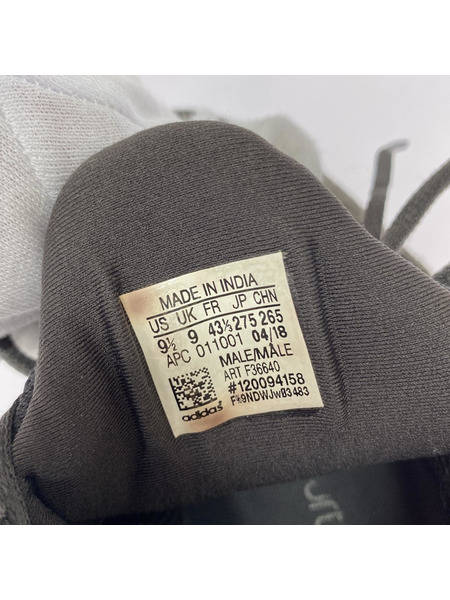 MADE IN INDIA
US UK FR JP CHN
9½ 9 43⅓ 275 265
APC 011001 04/18
MALE/MÂLE
ART F36640
#120094158
adidas